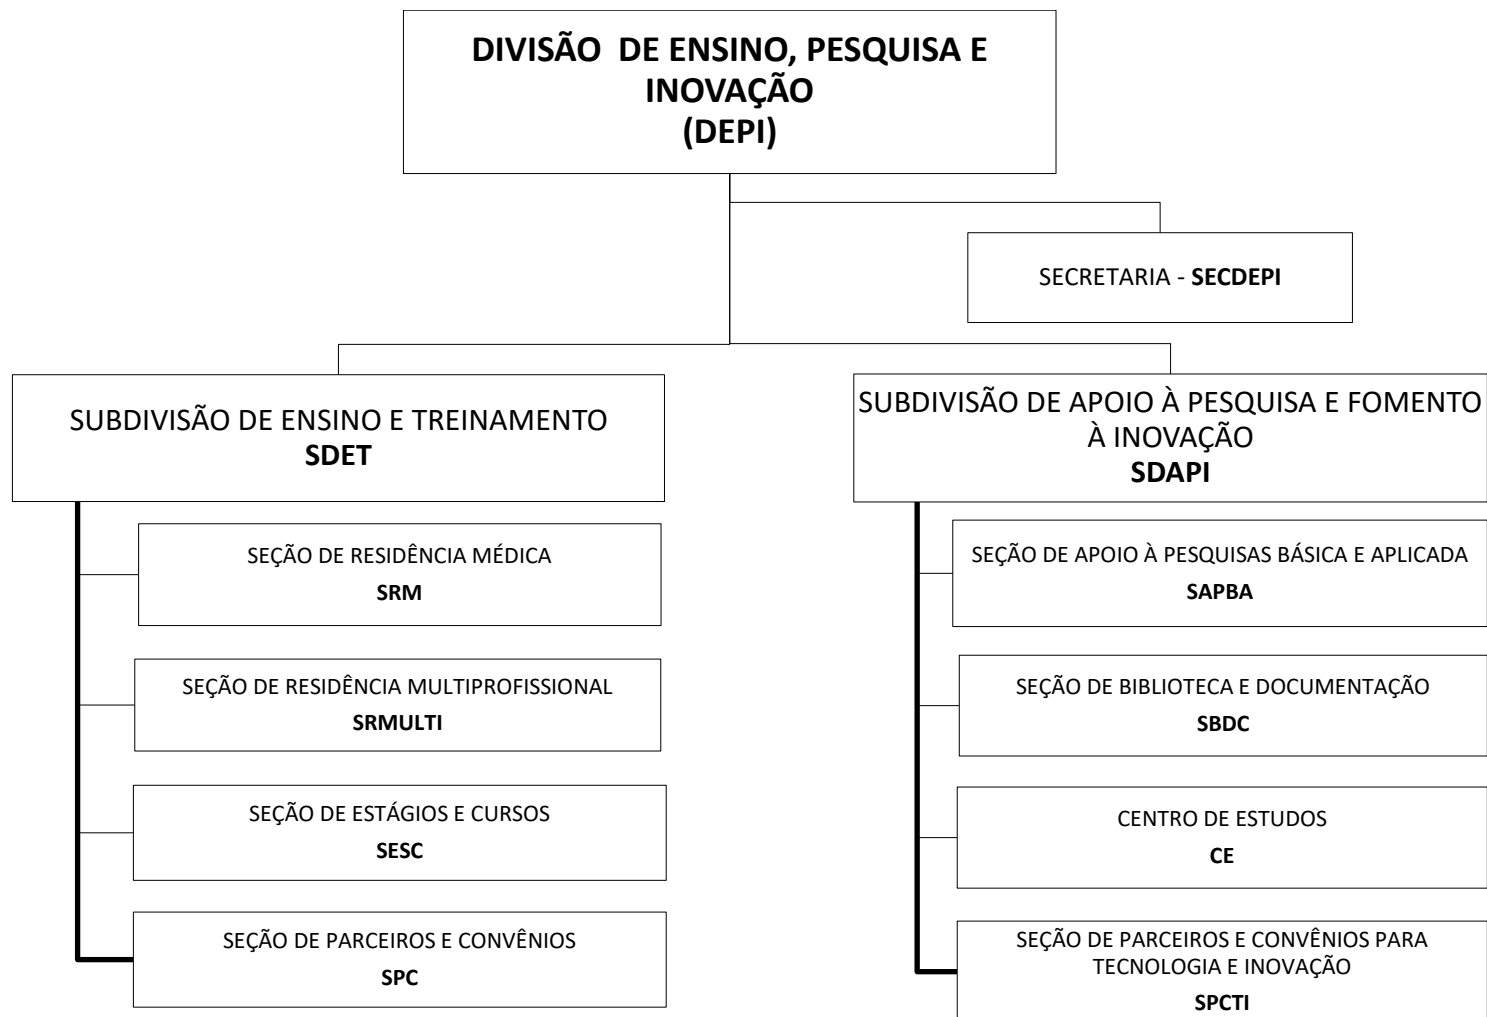 DIVISÃO DE ENSINO, PESQUISA E
INOVAÇÃO
(DEPI)
SECRETARIA - SECDEPI
SUBDIVISÃO DE ENSINO E TREINAMENTO
SDET
SEÇÃO DE RESIDÊNCIA MÉDICA
SRM
SEÇÃO DE RESIDÊNCIA MULTIPROFISSIONAL
SRMULTI
SEÇÃO DE ESTÁGIOS E CURSOS
SESC
SEÇÃO DE PARCEIROS E CONVÊNIOS
SPC
SUBDIVISÃO DE APOIO À PESQUISA E FOMENTO
À INOVAÇÃO
SDAPI
SEÇÃO DE APOIO À PESQUISAS BÁSICA E APLICADA
SAPBA
SEÇÃO DE BIBLIOTECA E DOCUMENTAÇÃO
SBDC
CENTRO DE ESTUDOS
CE
SEÇÃO DE PARCEIROS E CONVÊNIOS PARA
TECNOLOGIA E INOVAÇÃO
SPCTI